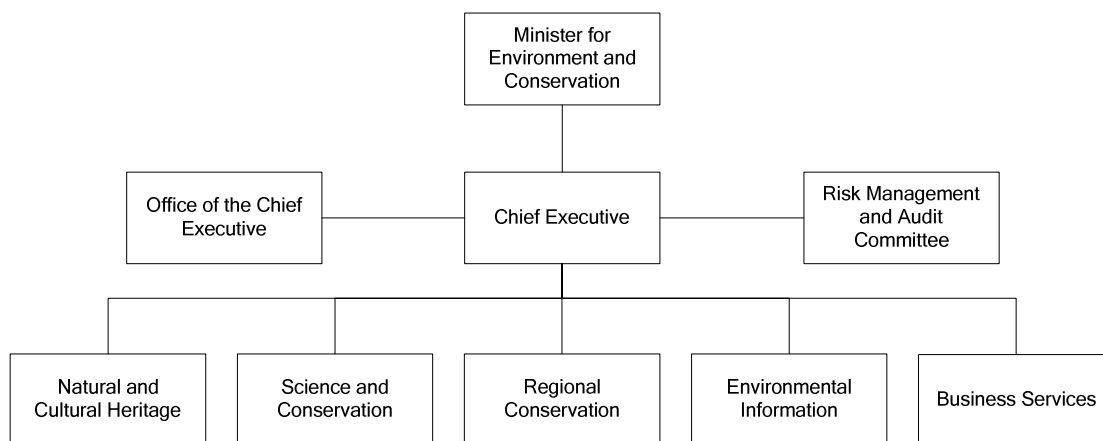 Minister for
Environment and
Conservation
Office of the Chief
Executive
Chief Executive
Risk Management
and Audit
Committee
Natural and
Cultural Heritage
Science and
Conservation
Regional
Conservation
Environmental
Information
Business Services